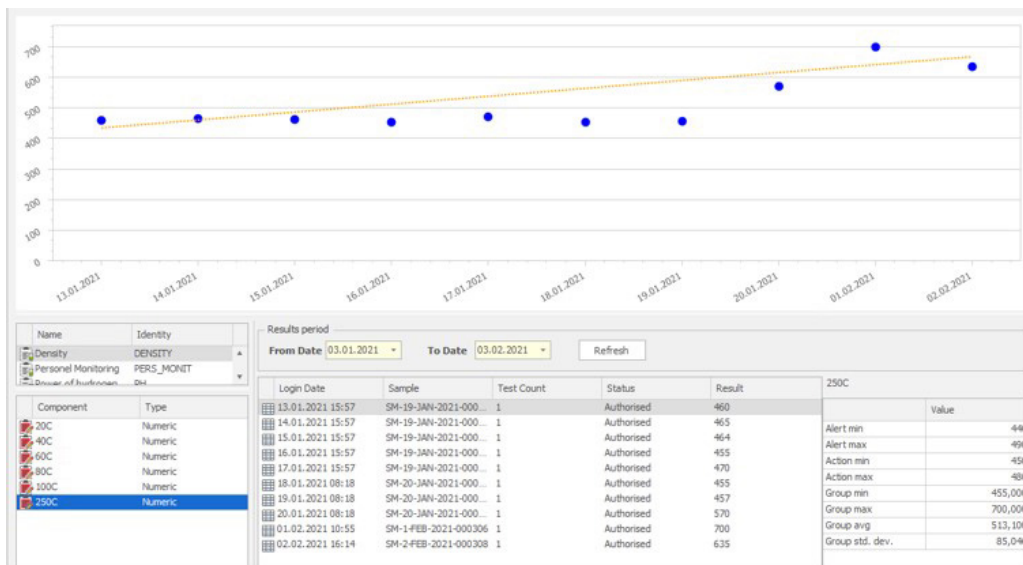 700
600
500
400
300
200
100
0
13.01.2021 14.01.2021 15.01.2021 16.01.2021 17.01.2021 18.01.2021 19.01.2021 20.01.2021 01.02.2021 02.02.2021
Name Identity
Density DENSITY
Personel Monitoring PERS_MONIT
Power of hydrogen PH
Component Type
20C Numeric
40C Numeric
60C Numeric
80C Numeric
100C Numeric
250C Numeric
Results period
From Date 03.01.2021 To Date 03.02.2021 Refresh
Login Date Sample Test Count Status Result
13.01.2021 15:57 SM-19-JAN-2021-000... 1 Authorised 460
14.01.2021 15:57 SM-19-JAN-2021-000... 1 Authorised 465
15.01.2021 15:57 SM-19-JAN-2021-000... 1 Authorised 464
16.01.2021 15:57 SM-19-JAN-2021-000... 1 Authorised 455
17.01.2021 15:57 SM-19-JAN-2021-000... 1 Authorised 470
18.01.2021 08:18 SM-20-JAN-2021-000... 1 Authorised 455
19.01.2021 08:18 SM-20-JAN-2021-000... 1 Authorised 457
20.01.2021 08:18 SM-20-JAN-2021-000... 1 Authorised 570
01.02.2021 10:55 SM-1-FEB-2021-000306 1 Authorised 700
02.02.2021 16:14 SM-2-FEB-2021-000308 1 Authorised 635
250C
Value
Alert min
Alert max
Action min
Action max
Group min 455,000
Group max 700,000
Group avg 513,100
Group std. dev. 85,04